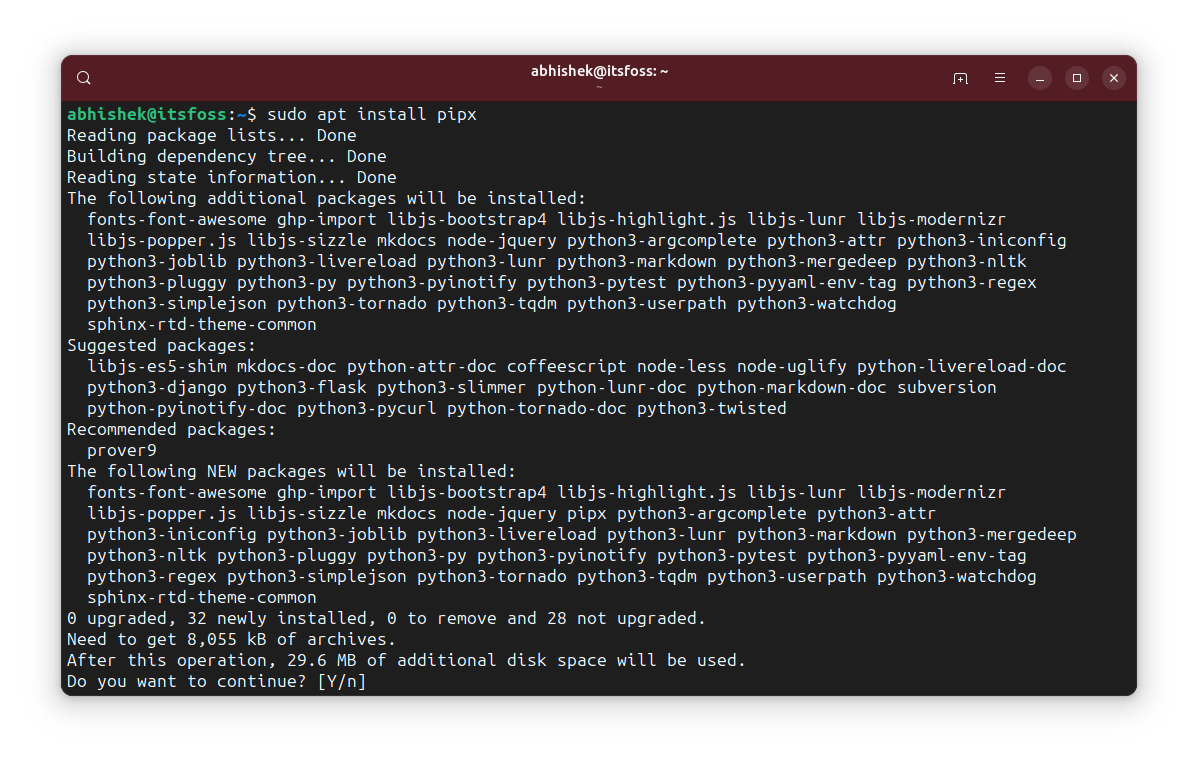 abhishek@itsfoss: ~
~
abhishek@itsfoss:~$ sudo apt install pipx
Reading package lists... Done
Building dependency tree... Done
Reading state information... Done
The following additional packages will be installed:
  fonts-font-awesome ghp-import libjs-bootstrap4 libjs-highlight.js libjs-lunr libjs-modernizr
  libjs-popper.js libjs-sizzle mkdocs node-jquery python3-argcomplete python3-attr python3-iniconfig
  python3-joblib python3-livereload python3-lunr python3-markdown python3-mergedeep python3-nltk
  python3-pluggy python3-py python3-pyinotify python3-pytest python3-pyyaml-env-tag python3-regex
  python3-simplejson python3-tornado python3-tqdm python3-userpath python3-watchdog
  sphinx-rtd-theme-common
Suggested packages:
  libjs-es5-shim mkdocs-doc python-attr-doc coffeescript node-less node-uglify python-livereload-doc
  python3-django python3-flask python3-slimmer python-lunr-doc python-markdown-doc subversion
  python-pyinotify-doc python3-pycurl python-tornado-doc python3-twisted
Recommended packages:
  prover9
The following NEW packages will be installed:
  fonts-font-awesome ghp-import libjs-bootstrap4 libjs-highlight.js libjs-lunr libjs-modernizr
  libjs-popper.js libjs-sizzle mkdocs node-jquery pipx python3-argcomplete python3-attr
  python3-iniconfig python3-joblib python3-livereload python3-lunr python3-markdown python3-mergedeep
  python3-nltk python3-pluggy python3-py python3-pyinotify python3-pytest python3-pyyaml-env-tag
  python3-regex python3-simplejson python3-tornado python3-tqdm python3-userpath python3-watchdog
  sphinx-rtd-theme-common
0 upgraded, 32 newly installed, 0 to remove and 28 not upgraded.
Need to get 8,055 kB of archives.
After this operation, 29.6 MB of additional disk space will be used.
Do you want to continue? [Y/n]